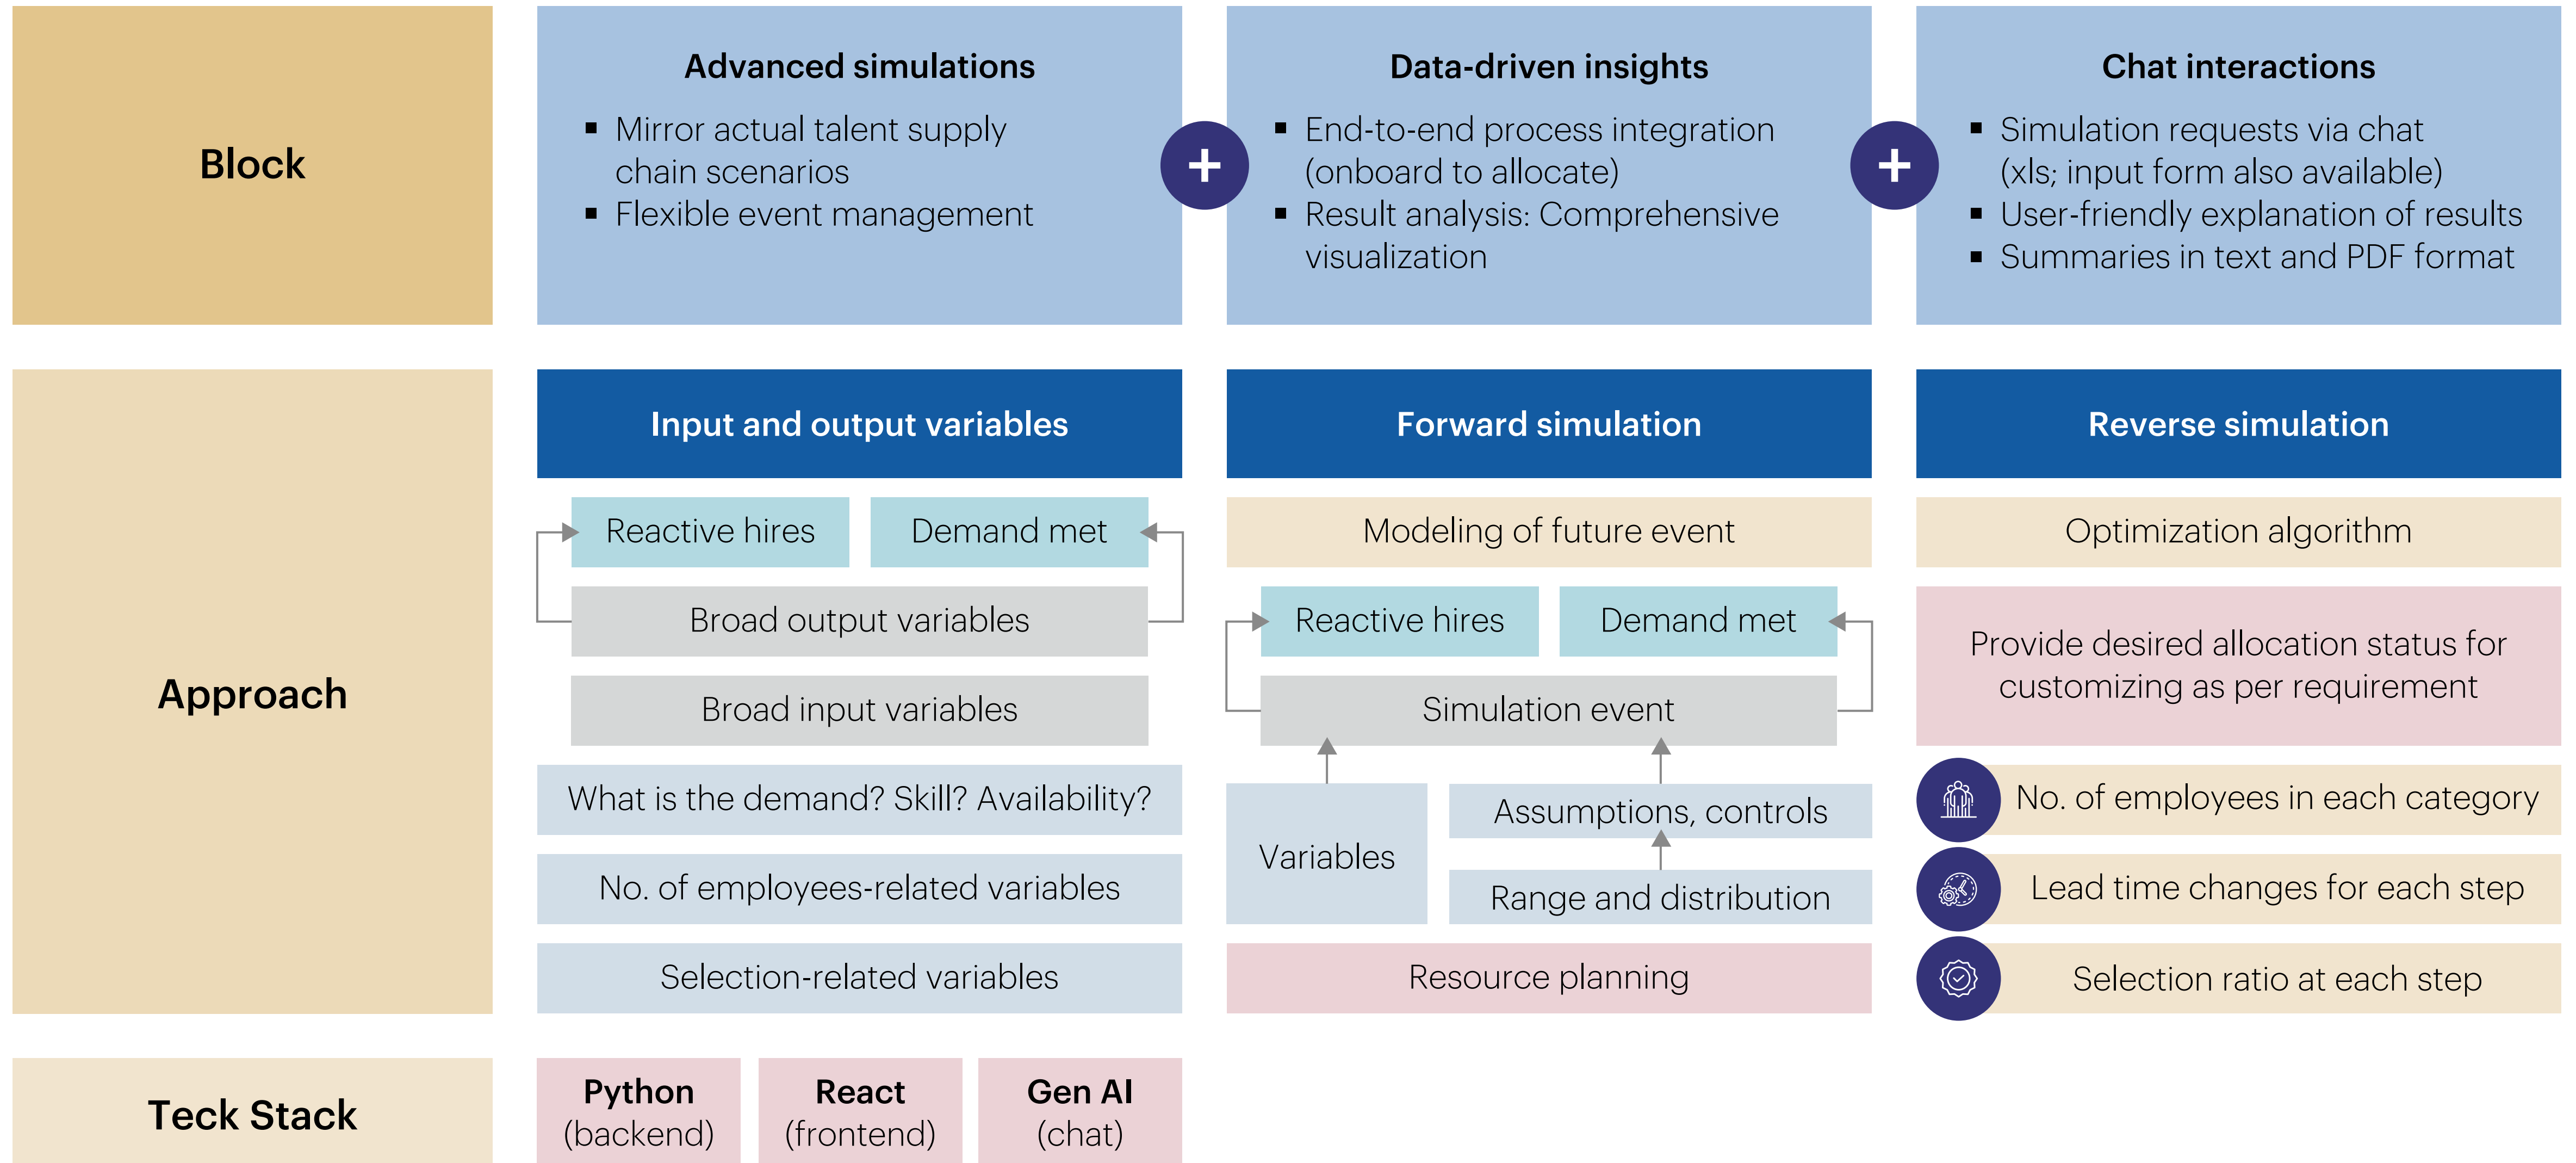 Block
Advanced simulations
▪ Mirror actual talent supply
chain scenarios
▪ Flexible event management
+
Data-driven insights
▪ End-to-end process integration
(onboard to allocate)
▪ Result analysis: Comprehensive
visualization
+
Chat interactions
▪ Simulation requests via chat
(xls; input form also available)
▪ User-friendly explanation of results
▪ Summaries in text and PDF format
Approach
Input and output variables
Reactive hires
Demand met
Broad output variables
Broad input variables
What is the demand? Skill? Availability?
No. of employees-related variables
Selection-related variables
Forward simulation
Modeling of future event
Reactive hires
Demand met
Simulation event
Variables
Assumptions, controls
Range and distribution
Resource planning
Reverse simulation
Optimization algorithm
Provide desired allocation status for
customizing as per requirement
No. of employees in each category
Lead time changes for each step
Selection ratio at each step
Teck Stack
Python
(backend)
React
(frontend)
Gen AI
(chat)